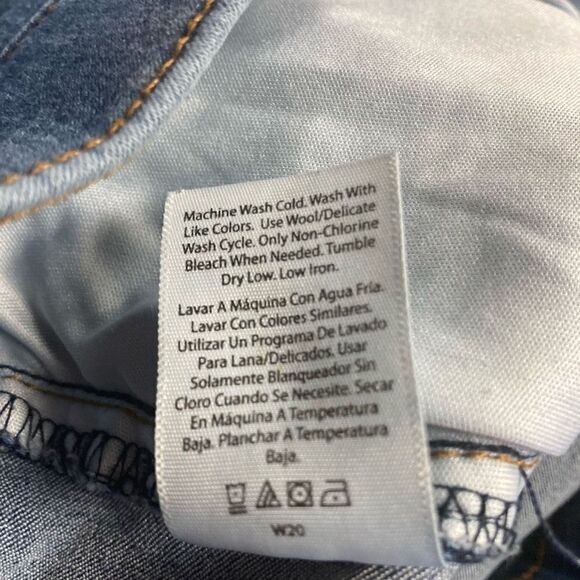 Machine Wash Cold. Wash With
Like Colors. Use Wool/Delicate
Wash Cycle. Only Non-Chlorine
Bleach When Needed. Tumble
Dry Low. Low Iron.
Lavar A Máquina Con Agua Fría.
Lavar Con Colores Similares.
Utilizar Un Programa De Lavado
Para Lana/Delicados. Usar
Solamente Blanqueador Sin
Cloro Cuando Se Necesite. Secar
En Máquina A Temperatura
Baja. Planchar A Temperatura
Baja.
W20